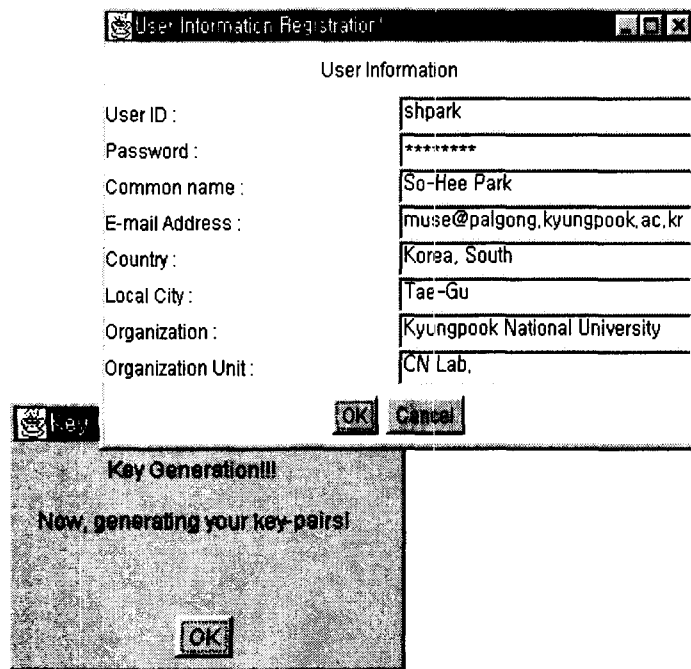 User Information Registration
User Information
User ID : shpark
Password : ********
Common name : So-Hee Park
E-mail Address : muse@palgong.kyungpook.ac.kr
Country : Korea, South
Local City : Tae-Gu
Organization : Kyungpook National University
Organization Unit : CN Lab.
OK Cancel
Key
Key Generation!!!
Now, generating your key-pairs!
OK